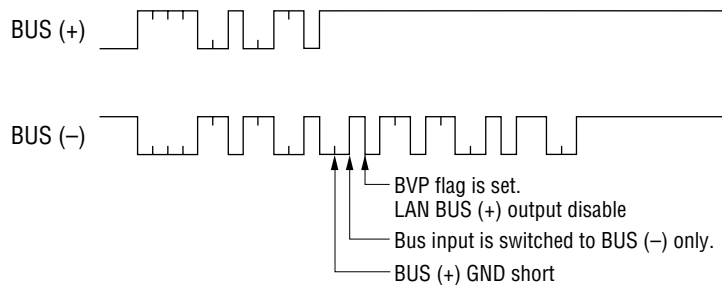 BUS (+)
BUS (–)
BVP flag is set.
LAN BUS (+) output disable
Bus input is switched to BUS (–) only.
BUS (+) GND short